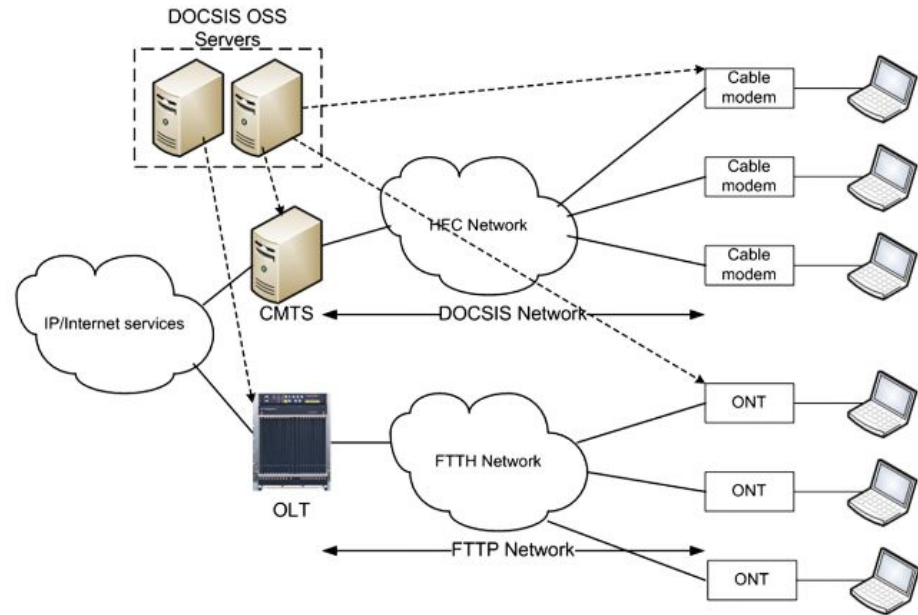 DOCSIS OSS
Servers
Cable
modem
Cable
modem
HFC Network
Cable
modem
CMTS
DOCSIS Network
IP/Internet services
ONT
FTTH Network
ONT
OLT
FTTP Network
ONT